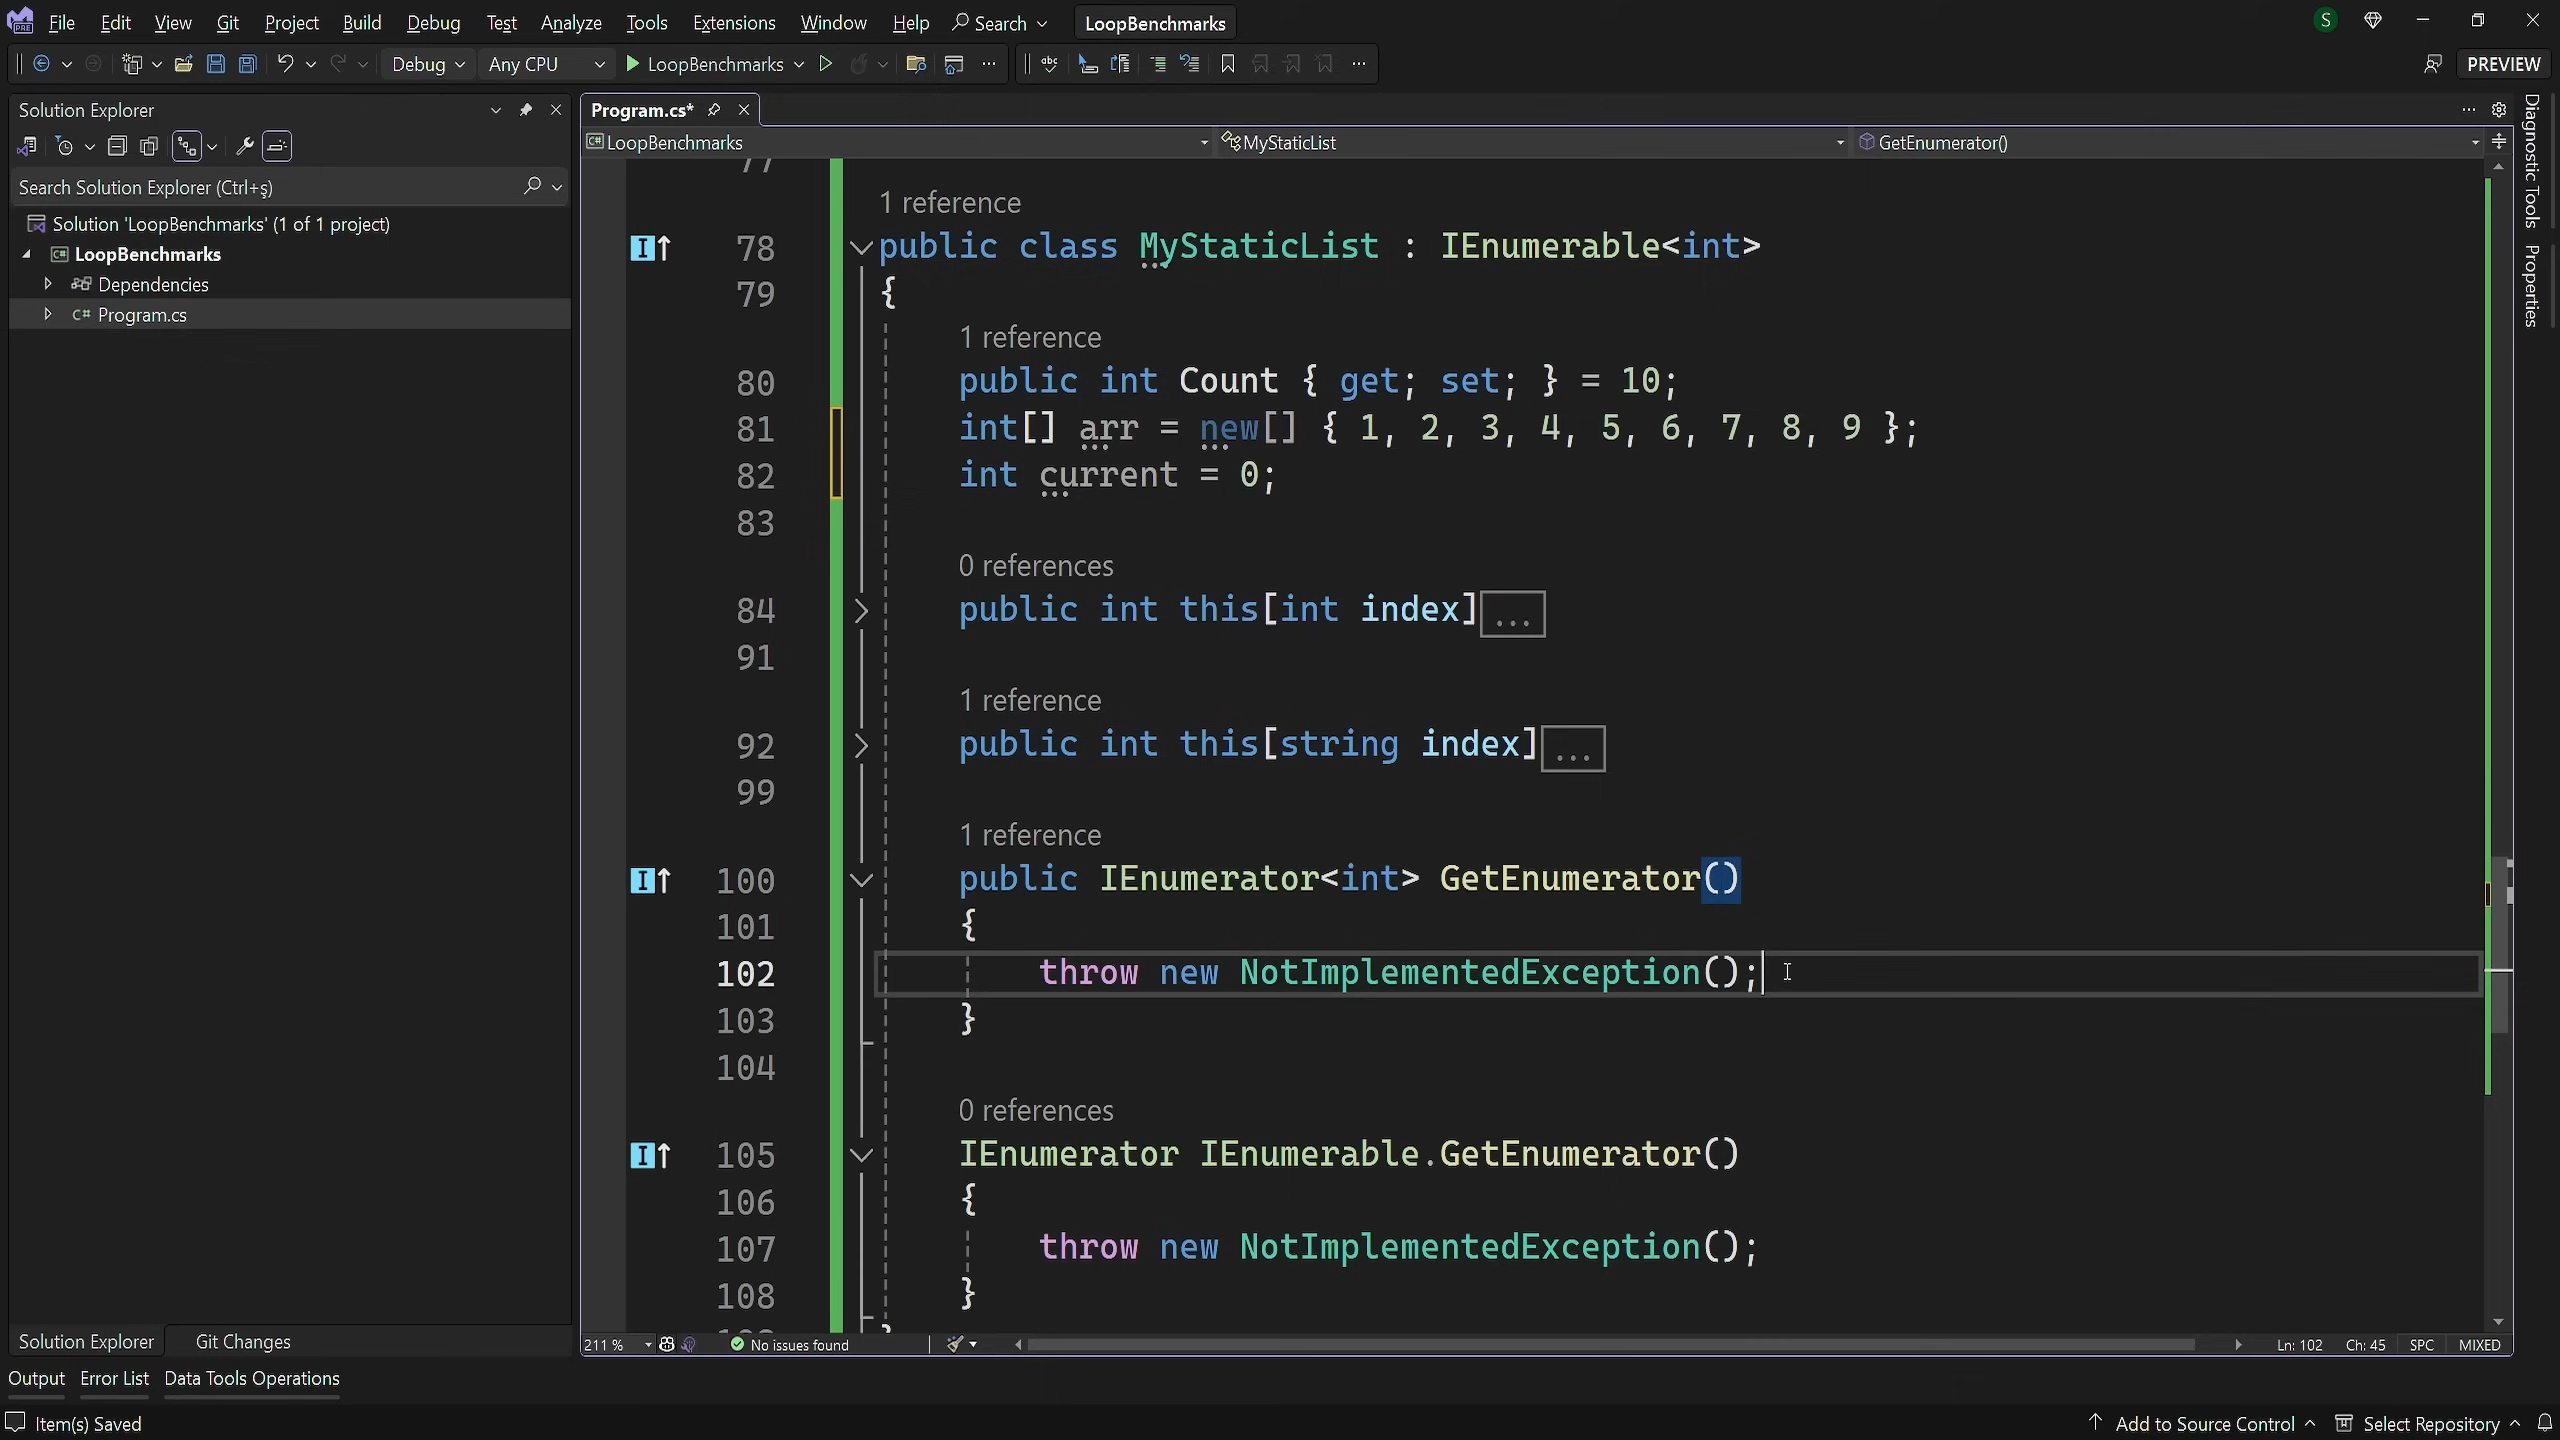 File Edit View Git Project Build Debug Test Analyze Tools Extensions Window Help Search LoopBenchmarks S
Debug Any CPU LoopBenchmarks abc PREVIEW
Solution Explorer
Search Solution Explorer (Ctrl+ş)
Solution 'LoopBenchmarks' (1 of 1 project)
C# LoopBenchmarks
Dependencies
C# Program.cs
Solution Explorer Git Changes
Program.cs*
C# LoopBenchmarks MyStaticList GetEnumerator()
77
1 reference
78 public class MyStaticList : IEnumerable<int>
79 {
1 reference
80 public int Count { get; set; } = 10;
81 int[] arr = new[] { 1, 2, 3, 4, 5, 6, 7, 8, 9 };
82 int current = 0;
83
0 references
84 public int this[int index]...
91
1 reference
92 public int this[string index]...
99
1 reference
100 public IEnumerator<int> GetEnumerator()
101 {
102 throw new NotImplementedException();
103 }
104
0 references
105 IEnumerator IEnumerable.GetEnumerator()
106 {
107 throw new NotImplementedException();
108 }
211 % No issues found Ln: 102 Ch: 45 SPC MIXED
Diagnostic Tools
Properties
Output Error List Data Tools Operations
Item(s) Saved Add to Source Control Select Repository